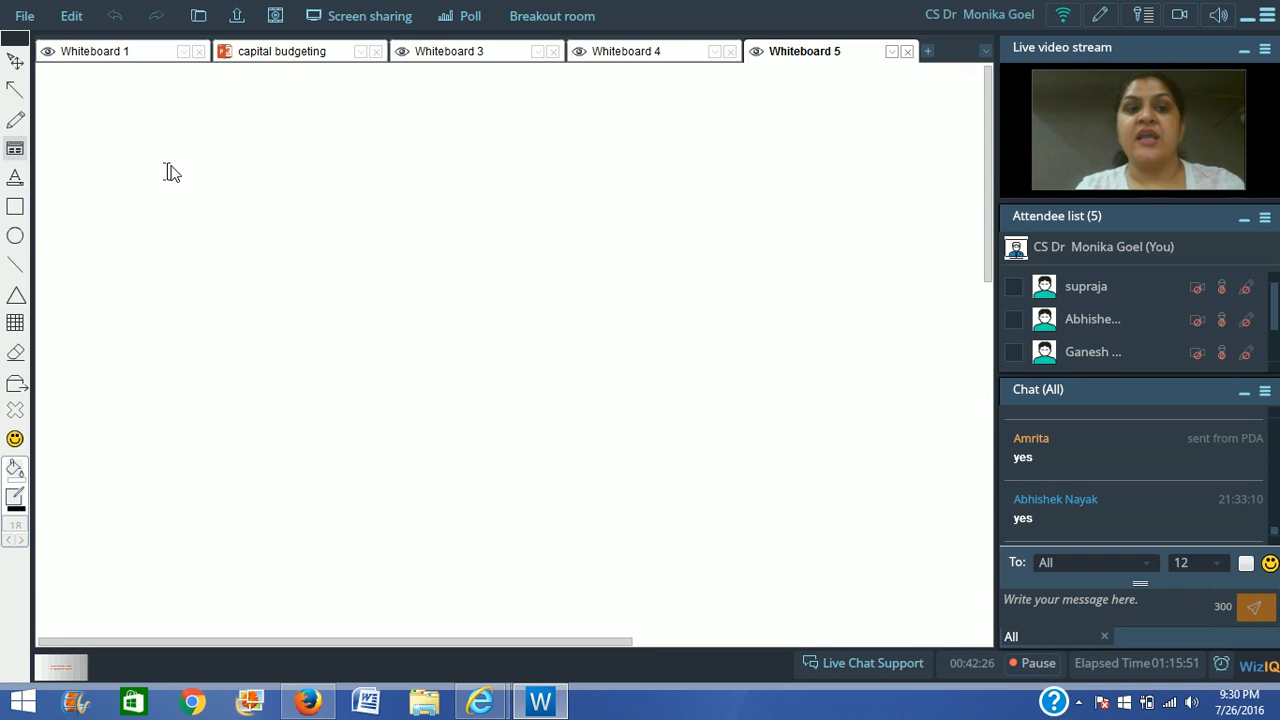 File Edit Screen sharing Poll Breakout room CS Dr Monika Goel
Whiteboard 1 capital budgeting Whiteboard 3 Whiteboard 4 Whiteboard 5
Live video stream
Attendee list (5)
CS Dr Monika Goel (You)
supraja
Abhishe...
Ganesh ...
Chat (All)
Amrita sent from PDA
yes
Abhishek Nayak 21:33:10
yes
To: All 12
Write your message here. 300
All
18
Live Chat Support 00:42:26 Pause Elapsed Time 01:15:51 WizIQ
9:30 PM
7/26/2016